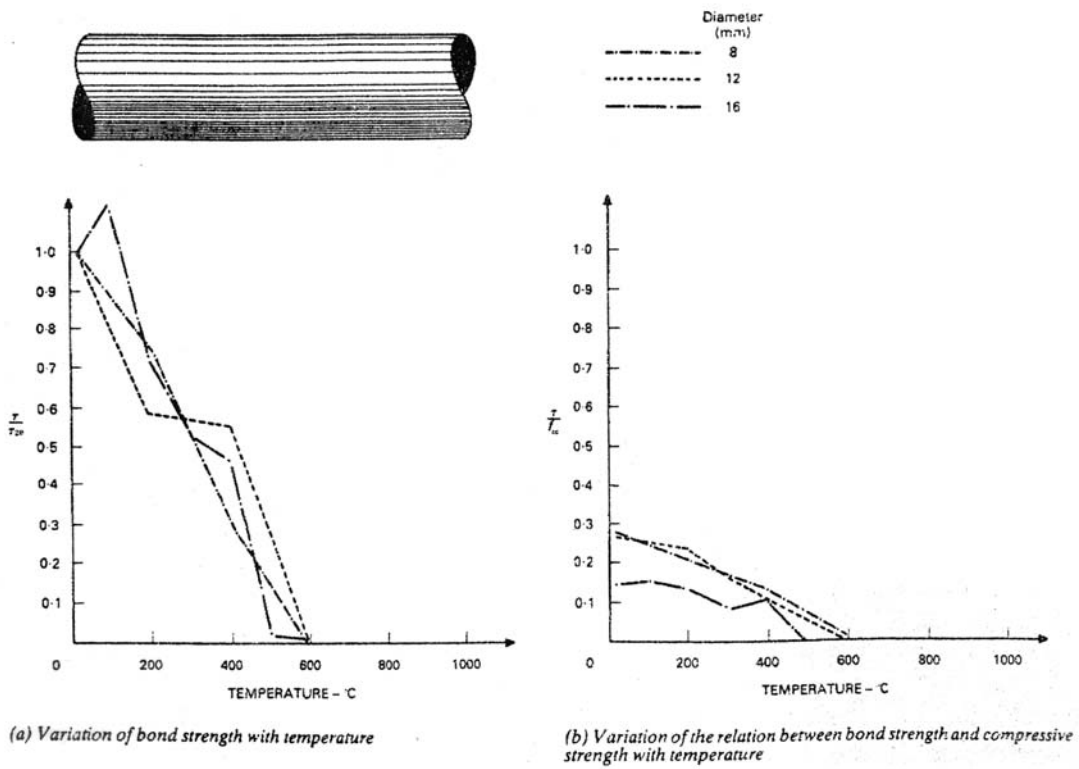 Diameter
(mm)
8
12
16
1·0
0·9
0·8
0·7
0·6
0·5
0·4
0·3
0·2
0·1
τ
τ20
0 200 400 600 800 1000
TEMPERATURE – °C
(a) Variation of bond strength with temperature
1·0
0·9
0·8
0·7
0·6
0·5
0·4
0·3
0·2
0·1
τ
0 200 400 600 800 1000
TEMPERATURE – °C
(b) Variation of the relation between bond strength and compressive
strength with temperature